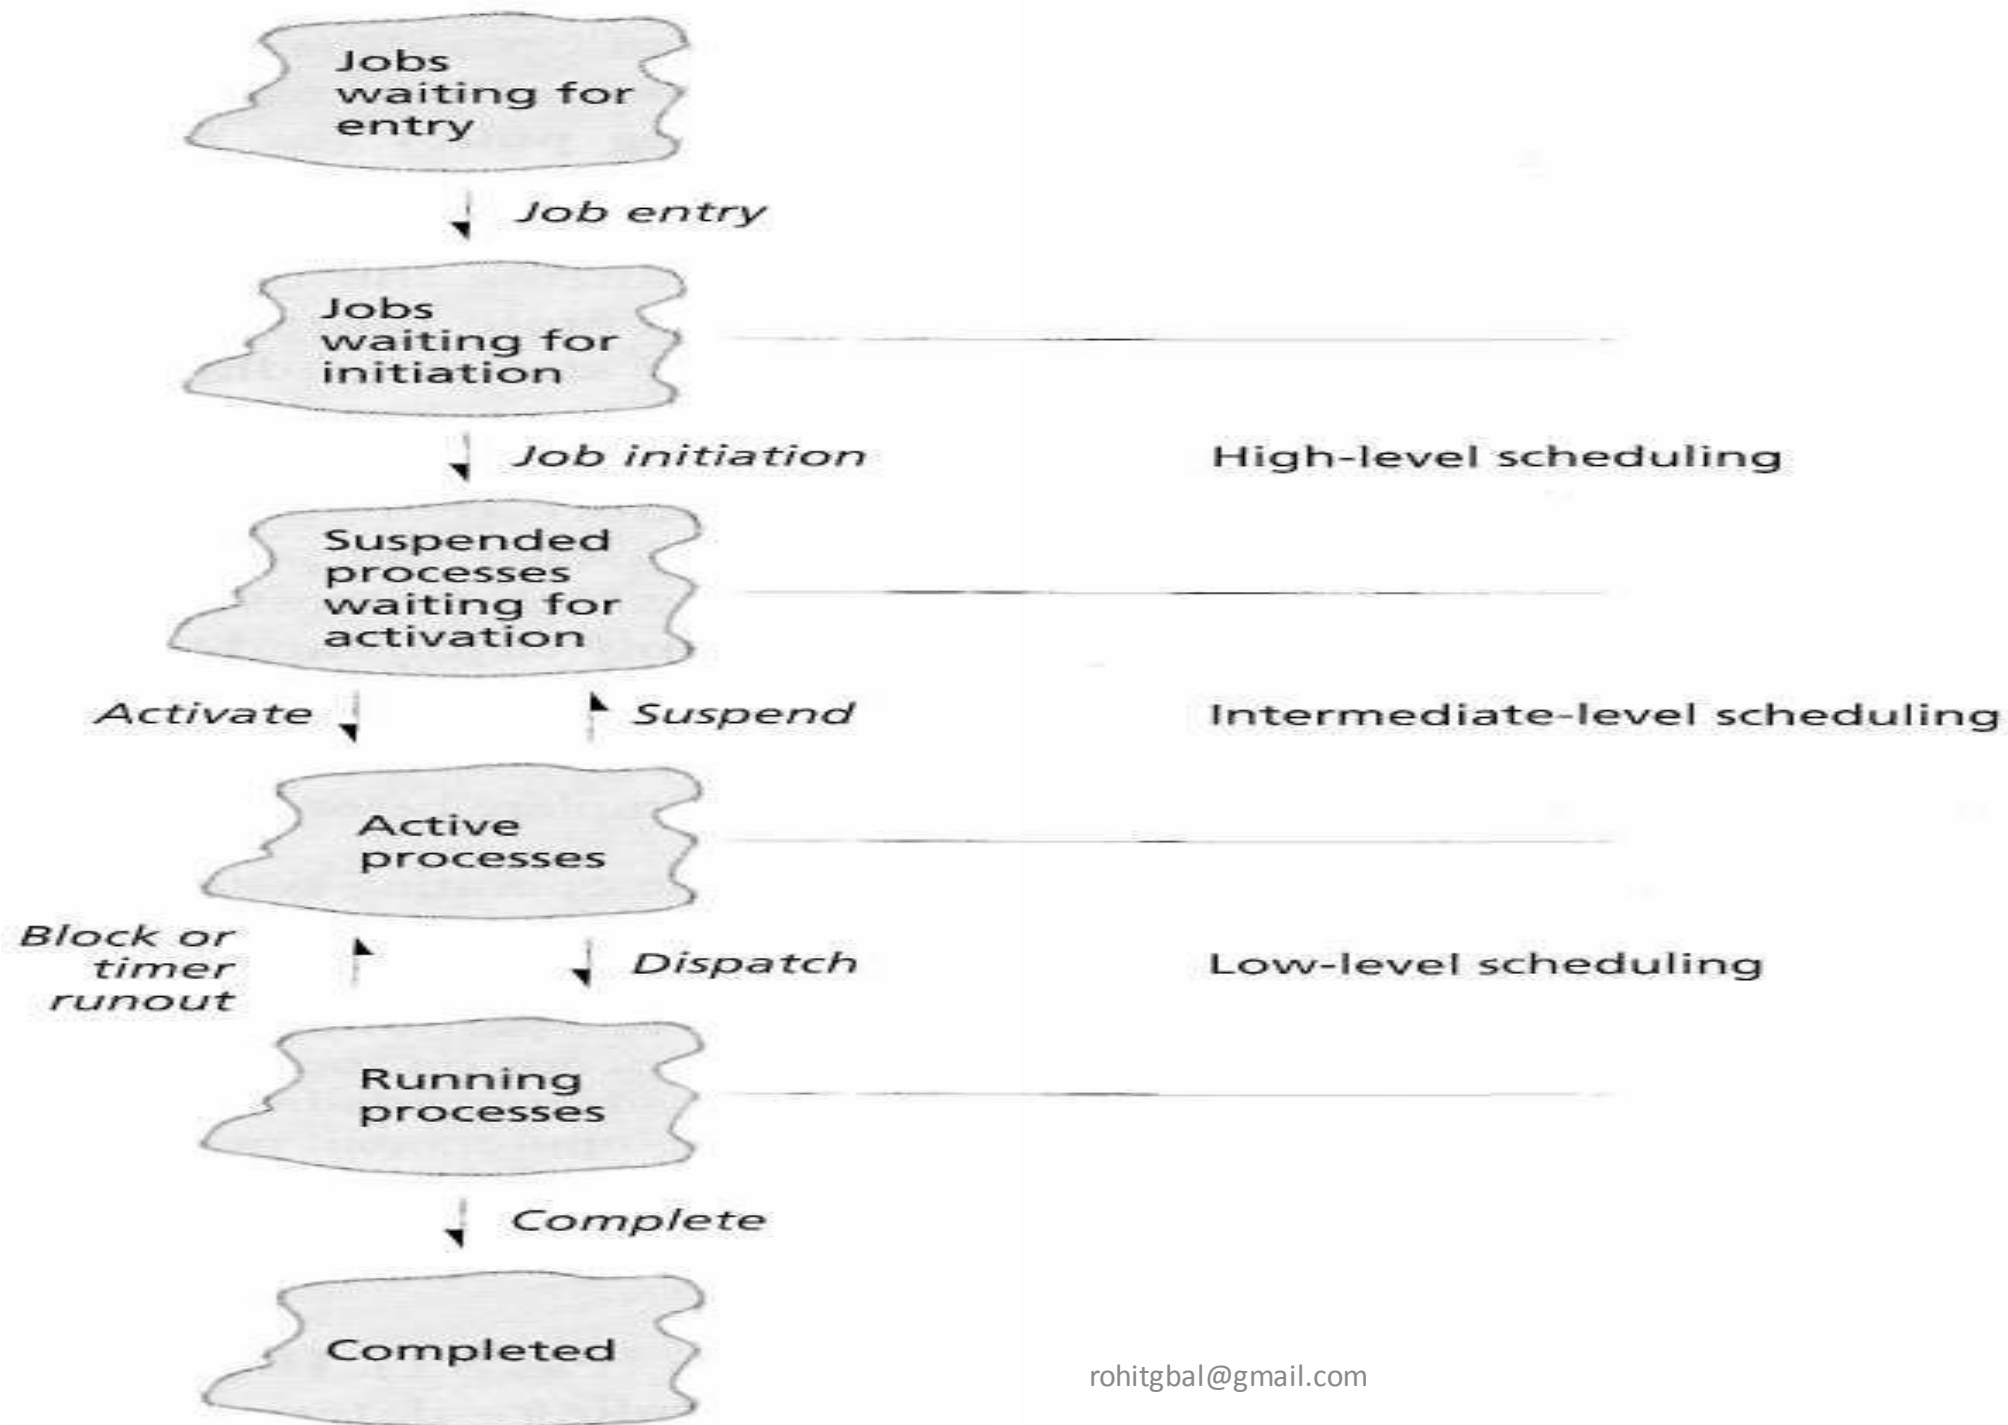 Jobs
waiting for
entry
Job entry
Jobs
waiting for
initiation
Job initiation
High-level scheduling
Suspended
processes
waiting for
activation
Activate
Suspend
Intermediate-level scheduling
Active
processes
Block or
timer
runout
Dispatch
Low-level scheduling
Running
processes
Complete
Completed
rohitgbal@gmail.com